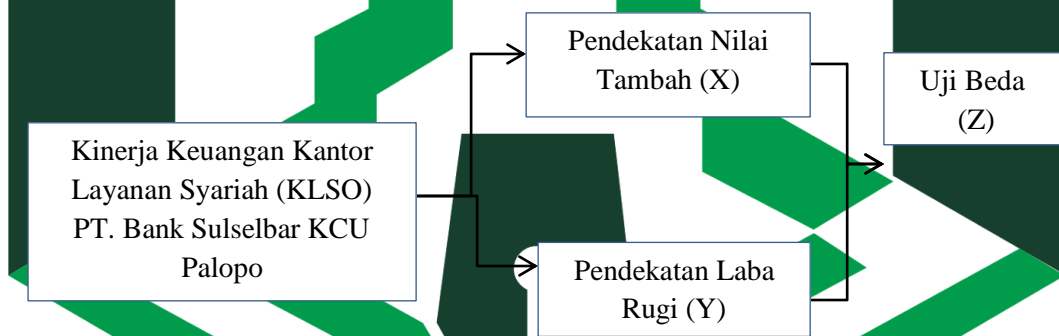 Kinerja Keuangan Kantor
Layanan Syariah (KLSO)
PT. Bank Sulselbar KCU
Palopo
Pendekatan Nilai
Tambah (X)
Pendekatan Laba
Rugi (Y)
Uji Beda
(Z)